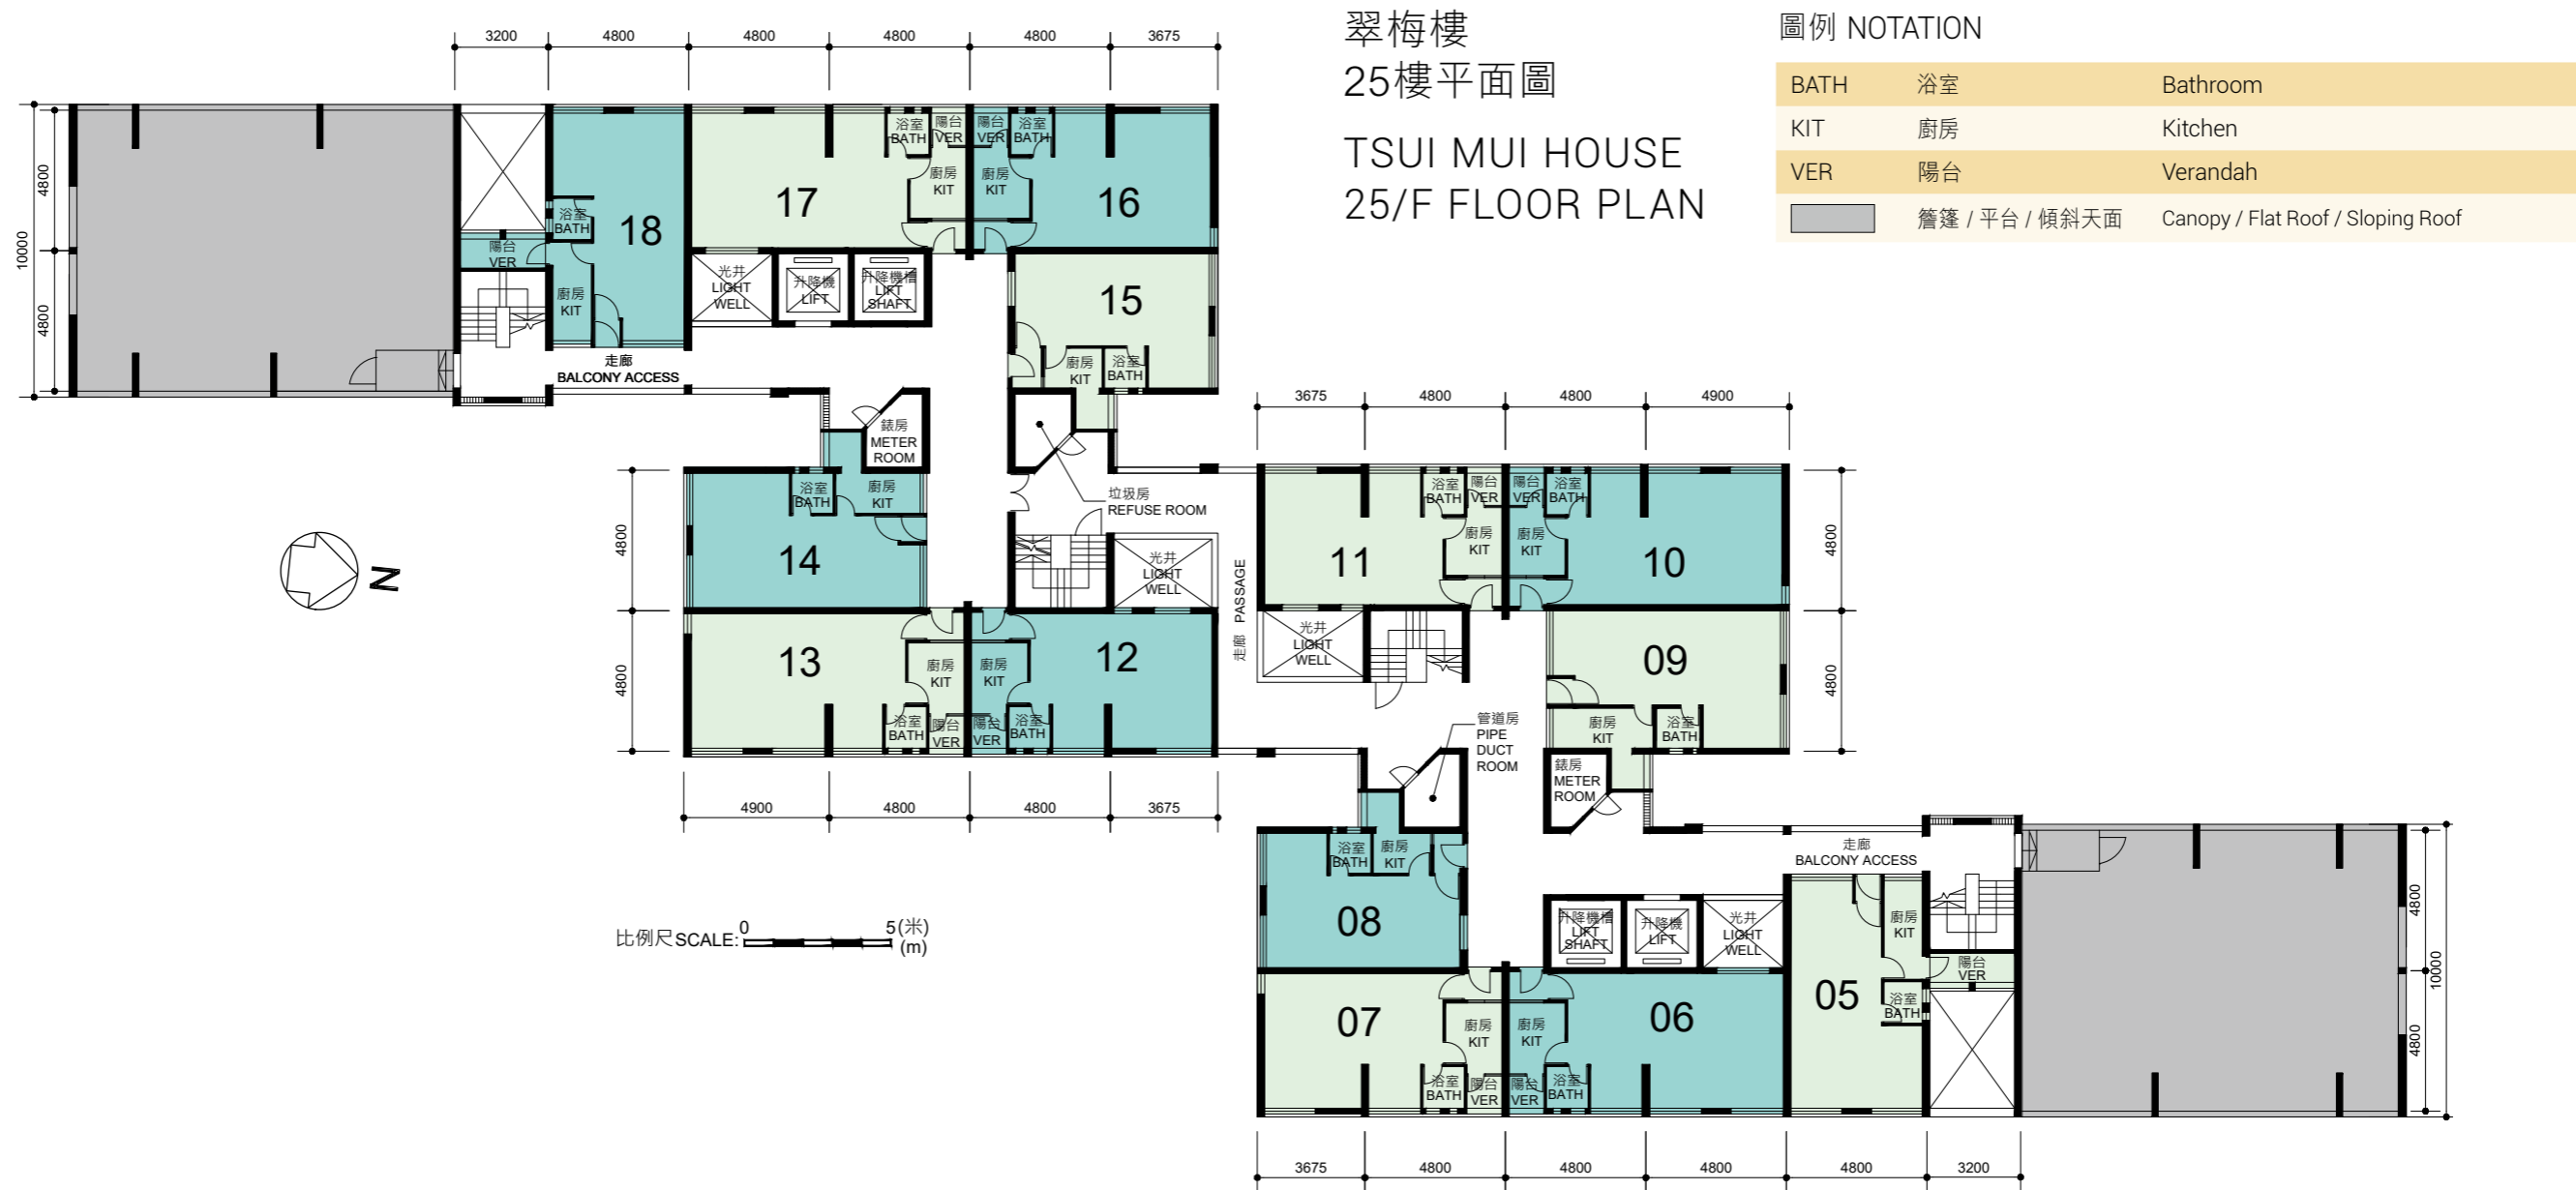 翠梅樓
25樓平面圖
TSUI MUI HOUSE
25/F FLOOR PLAN
圖例 NOTATION
BATH 浴室 Bathroom
KIT 廚房 Kitchen
VER 陽台 Verandah
簷篷 / 平台 / 傾斜天面 Canopy / Flat Roof / Sloping Roof
3200 4800 4800 4800 4800 3675
10000
4800
4800
浴室
BATH
陽台
VER
廚房
KIT
18
17
浴室
BATH
陽台
VER
廚房
KIT
陽台
VER
浴室
BATH
廚房
KIT
16
光井
LIGHT
WELL
升降機
LIFT
升降機槽
LIFT
SHAFT
15
廚房
KIT
浴室
BATH
走廊
BALCONY ACCESS
錶房
METER
ROOM
垃圾房
REFUSE ROOM
浴室
BATH
廚房
KIT
14
4800
4800
光井
LIGHT
WELL
走廊 PASSAGE
13
廚房
KIT
浴室
BATH
陽台
VER
廚房
KIT
陽台
VER
浴室
BATH
12
4900 4800 4800 3675
N
比例尺SCALE: 0 5(米)
(m)
3675 4800 4800 4900
浴室
BATH
陽台
VER
廚房
KIT
11
陽台
VER
浴室
BATH
廚房
KIT
10
4800
4800
光井
LIGHT
WELL
09
廚房
KIT
浴室
BATH
管道房
PIPE
DUCT
ROOM
錶房
METER
ROOM
浴室
BATH
廚房
KIT
08
走廊
BALCONY ACCESS
升降機槽
LIFT
SHAFT
升降機
LIFT
光井
LIGHT
WELL
廚房
KIT
陽台
VER
浴室
BATH
05
07
廚房
KIT
浴室
BATH
陽台
VER
廚房
KIT
陽台
VER
浴室
BATH
06
4800
4800
10000
3675 4800 4800 4800 4800 3200